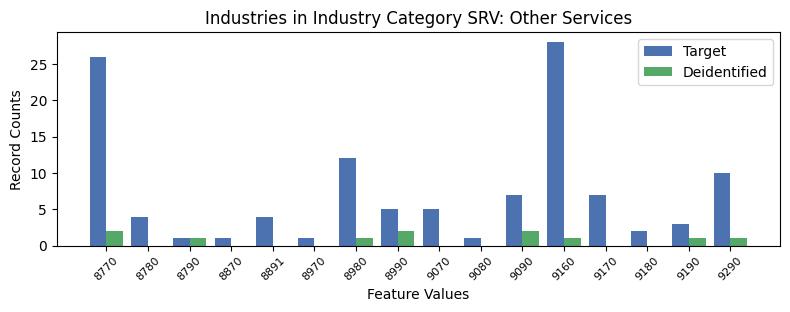 Industries in Industry Category SRV: Other Services
Target
Deidentified
Record Counts
25
20
15
10
5
0
8770 8780 8790 8870 8891 8970 8980 8990 9070 9080 9090 9160 9170 9180 9190 9290
Feature Values